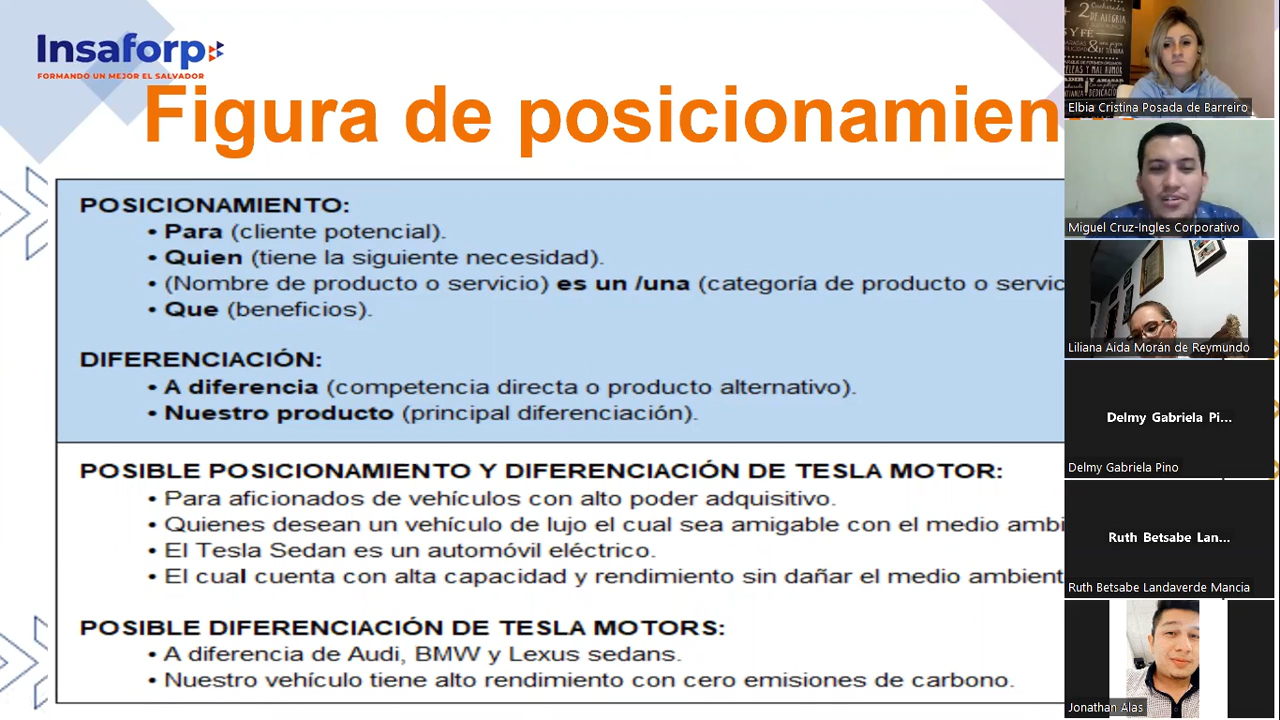 Insaforp
FORMANDO UN MEJOR EL SALVADOR
Figura de posicionamien
POSICIONAMIENTO:
• Para (cliente potencial).
• Quien (tiene la siguiente necesidad).
• (Nombre de producto o servicio) es un /una (categoría de producto o servic
• Que (beneficios).
DIFERENCIACIÓN:
• A diferencia (competencia directa o producto alternativo).
• Nuestro producto (principal diferenciación).
POSIBLE POSICIONAMIENTO Y DIFERENCIACIÓN DE TESLA MOTOR:
• Para aficionados de vehículos con alto poder adquisitivo.
• Quienes desean un vehículo de lujo el cual sea amigable con el medio ambi
• El Tesla Sedan es un automóvil eléctrico.
• El cual cuenta con alta capacidad y rendimiento sin dañar el medio ambient
POSIBLE DIFERENCIACIÓN DE TESLA MOTORS:
• A diferencia de Audi, BMW y Lexus sedans.
• Nuestro vehículo tiene alto rendimiento con cero emisiones de carbono.
DE ALEGRIA
Elbia Cristina Posada de Barreiro
Miguel Cruz-Ingles Corporativo
Liliana Aida Morán de Reymundo
Delmy Gabriela Pi...
Delmy Gabriela Pino
Ruth Betsabe Lan...
Ruth Betsabe Landaverde Mancia
Jonathan Alas